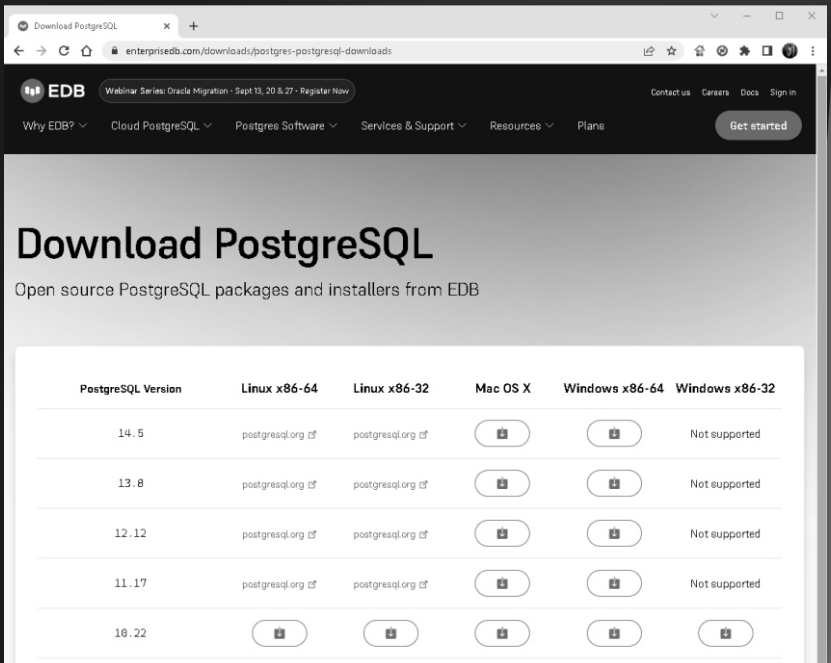 Download PostgreSQL
enterprisedb.com/downloads/postgres-postgresql-downloads
EDB
Webinar Series: Oracle Migration - Sept 13, 20 & 27 - Register Now
Contact us Careers Docs Sign in
Why EDB? Cloud PostgreSQL Postgres Software Services & Support Resources Plans Get started
Download PostgreSQL
Open source PostgreSQL packages and installers from EDB
PostgreSQL Version Linux x86-64 Linux x86-32 Mac OS X Windows x86-64 Windows x86-32
14.5 postgresql.org postgresql.org Not supported
13.8 postgresql.org postgresql.org Not supported
12.12 postgresql.org postgresql.org Not supported
11.17 postgresql.org postgresql.org Not supported
10.22